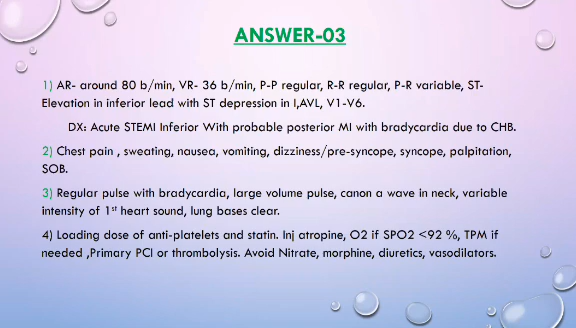 ANSWER-03
1) AR- around 80 b/min, VR- 36 b/min, P-P regular, R-R regular, P-R variable, ST-
Elevation in inferior lead with ST depression in I,AVL, V1-V6.
DX: Acute STEMI Inferior With probable posterior MI with bradycardia due to CHB.
2) Chest pain , sweating, nausea, vomiting, dizziness/pre-syncope, syncope, palpitation,
SOB.
3) Regular pulse with bradycardia, large volume pulse, canon a wave in neck, variable
intensity of 1st heart sound, lung bases clear.
4) Loading dose of anti-platelets and statin. Inj atropine, O2 if SPO2 <92 %, TPM if
needed ,Primary PCI or thrombolysis. Avoid Nitrate, morphine, diuretics, vasodilators.